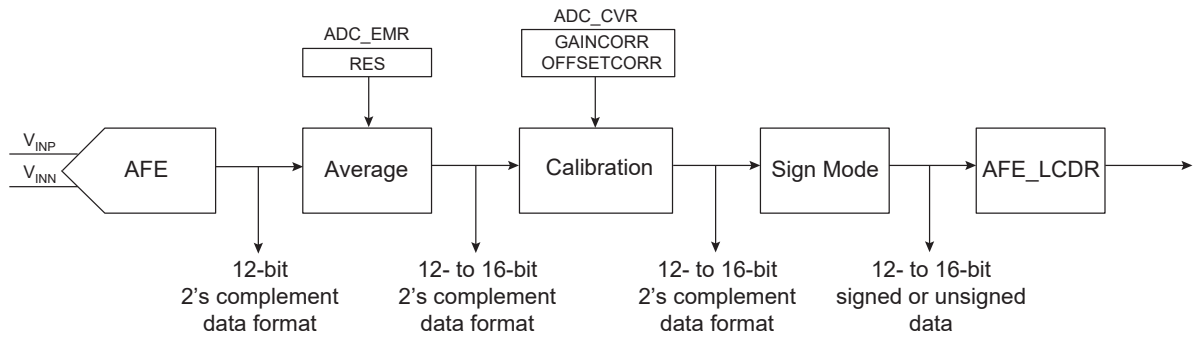 ADC_CVR
ADC_EMR
GAINCORR
RES
OFFSETCORR
V_INP
V_INN
AFE
Average
Calibration
Sign Mode
AFE_LCDR
12-bit
2's complement
data format
12- to 16-bit
2's complement
data format
12- to 16-bit
2's complement
data format
12- to 16-bit
signed or unsigned
data